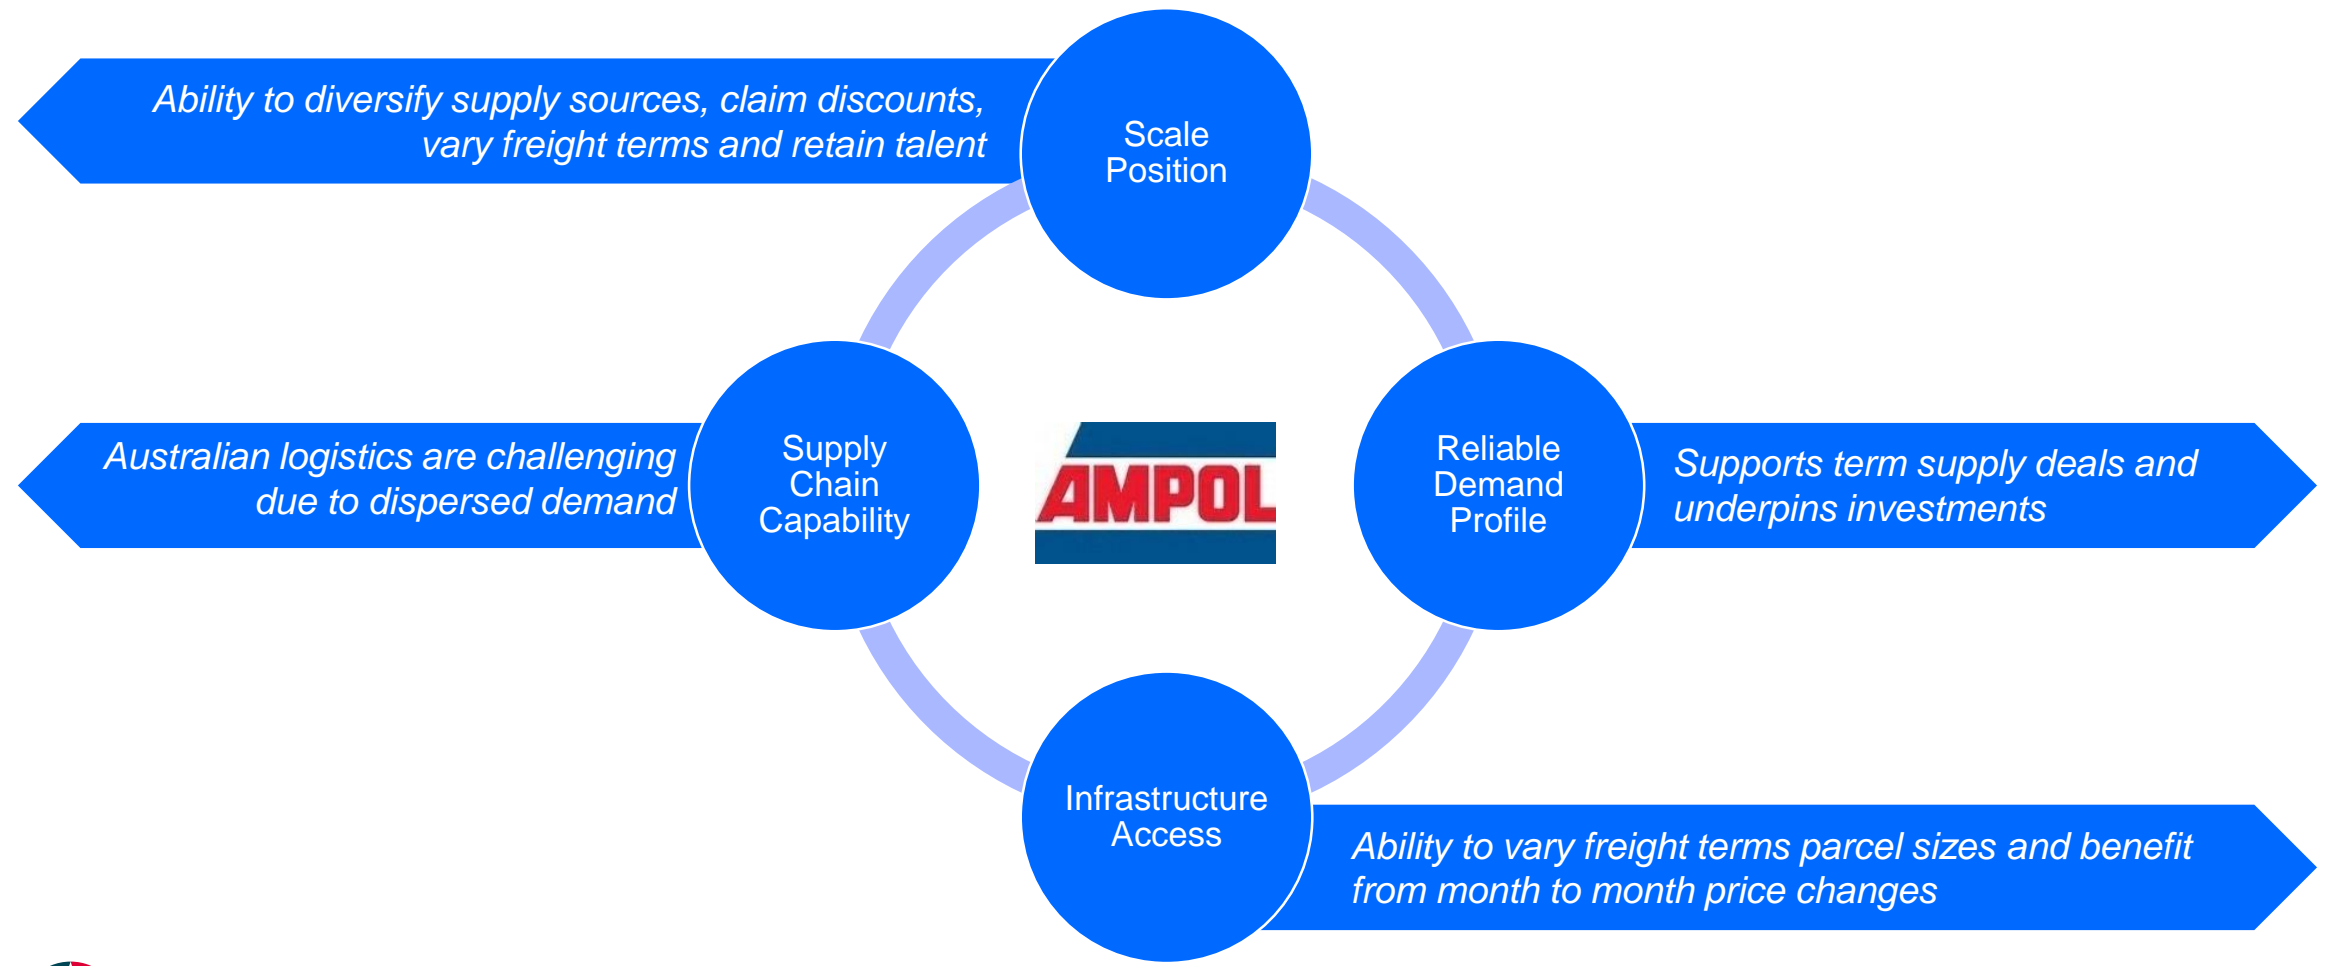 Ability to diversify supply sources, claim discounts,
vary freight terms and retain talent
Scale
Position
Australian logistics are challenging
due to dispersed demand
Supply
Chain
Capability
AMPOL
Reliable
Demand
Profile
Supports term supply deals and
underpins investments
Infrastructure
Access
Ability to vary freight terms parcel sizes and benefit
from month to month price changes